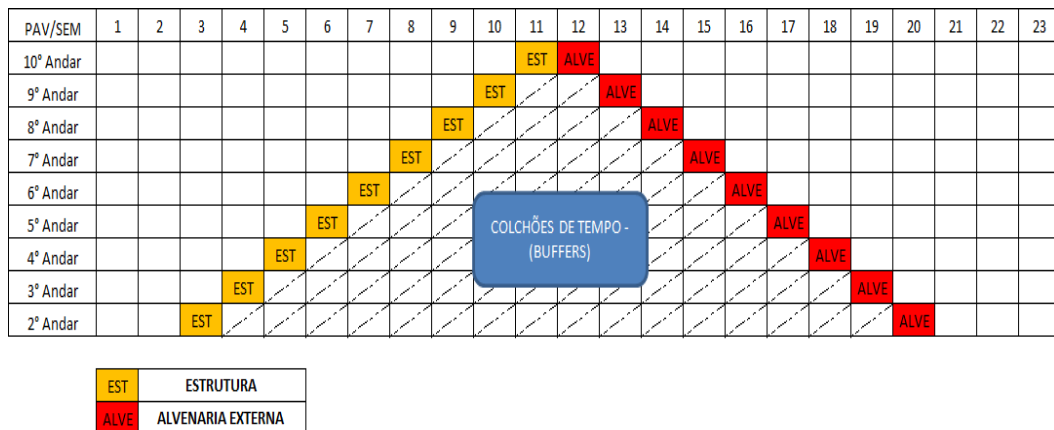 PAV/SEM 1 2 3 4 5 6 7 8 9 10 11 12 13 14 15 16 17 18 19 20 21 22 23
10° Andar EST ALVE
9° Andar EST ALVE
8° Andar EST ALVE
7° Andar EST ALVE
6° Andar EST ALVE
5° Andar EST ALVE
4° Andar EST ALVE
3° Andar EST ALVE
2° Andar EST ALVE
COLCHÕES DE TEMPO -
(BUFFERS)
EST ESTRUTURA
ALVE ALVENARIA EXTERNA